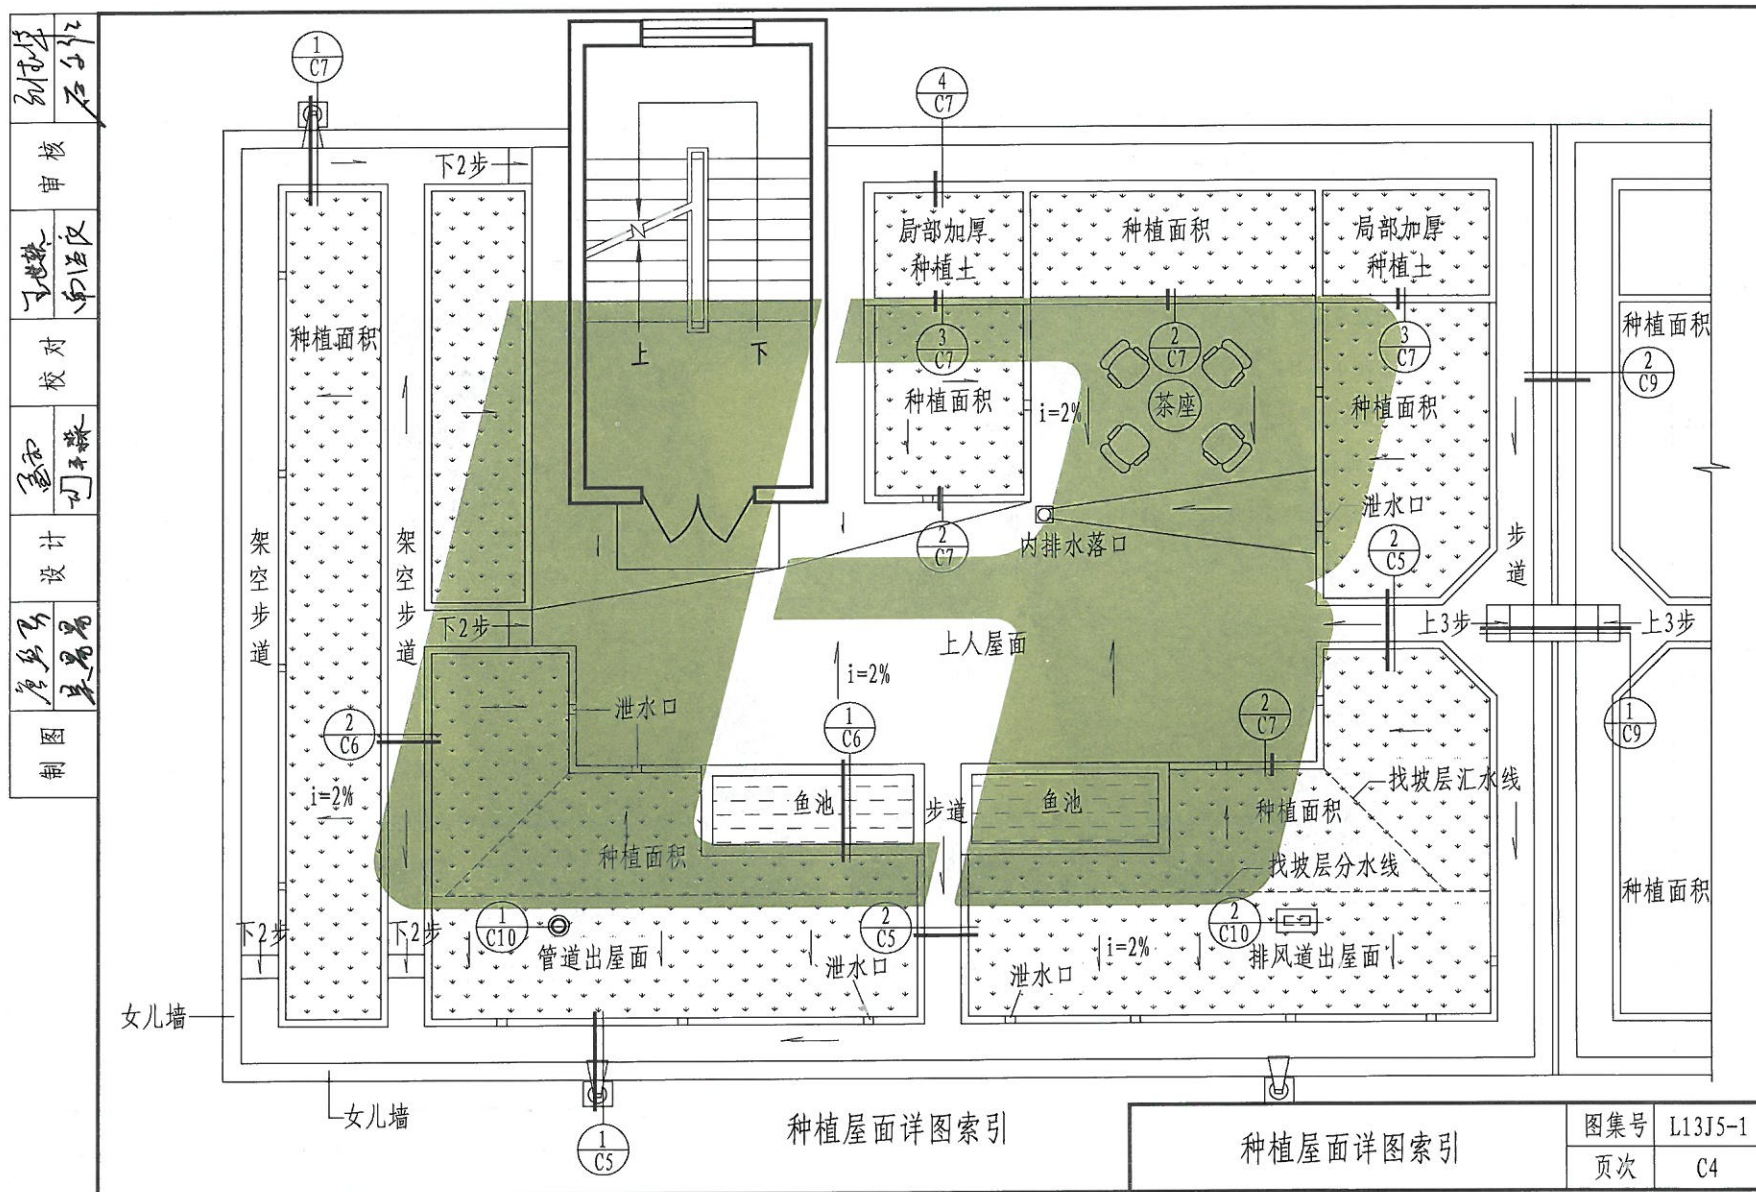 1
C7
4
C7
下2步
局部加厚
种植土
种植面积
局部加厚
种植土
种植面积
上
下
3
C7
2
C7
3
C7
种植面积
2
C9
种植面积
种植面积
i=2%
茶座
泄水口
2
C7
内排水落口
2
C5
步道
架空步道
架空步道
下2步
上人屋面
上3步
上3步
i=2%
泄水口
2
C6
1
C6
2
C7
1
C9
i=2%
鱼池
步道
鱼池
种植面积
找坡层汇水线
种植面积
找坡层分水线
种植面积
下2步
下2步
1
C10
管道出屋面
2
C5
泄水口
泄水口
i=2%
2
C10
排风道出屋面
女儿墙
女儿墙
1
C5
种植屋面详图索引
种植屋面详图索引
图集号 L13J5-1
页次 C4
审核
校对
设计
制图